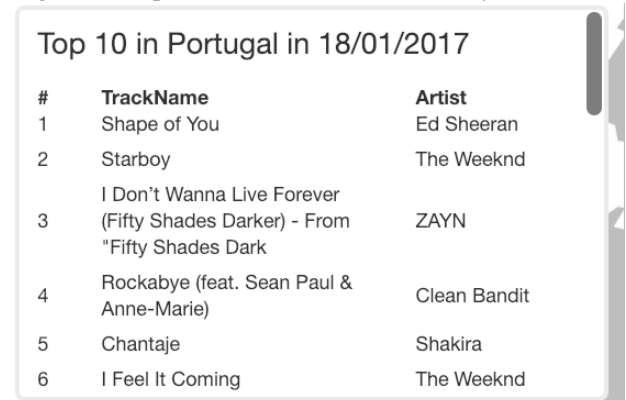 Top 10 in Portugal in 18/01/2017
# TrackName Artist
1 Shape of You Ed Sheeran
2 Starboy The Weeknd
I Don’t Wanna Live Forever
3 (Fifty Shades Darker) - From ZAYN
"Fifty Shades Dark
Rockabye (feat. Sean Paul &
4 Anne-Marie) Clean Bandit
5 Chantaje Shakira
6 I Feel It Coming The Weeknd